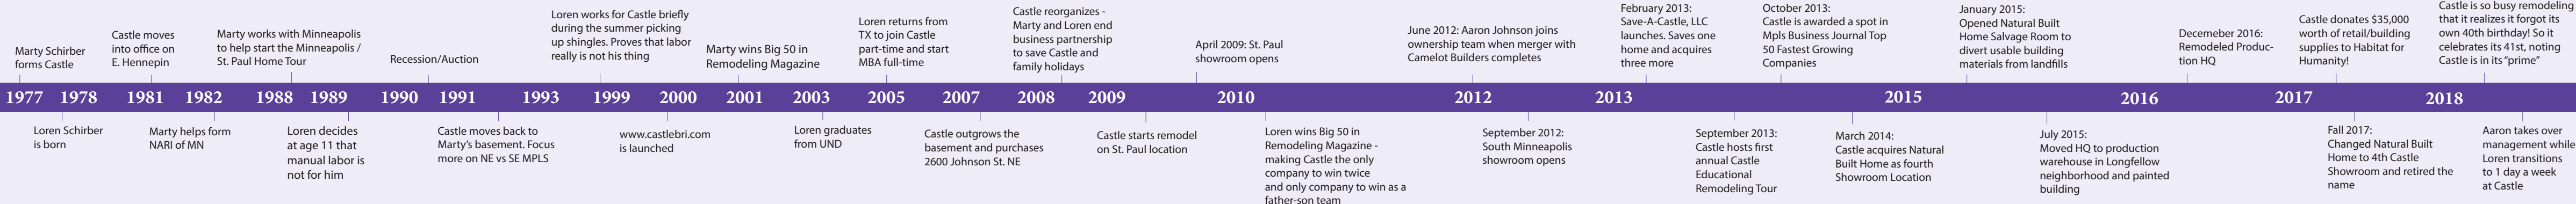 Marty Schirber
forms Castle
Castle moves
into office on
E. Hennepin
Marty works with Minneapolis
to help start the Minneapolis /
St. Paul Home Tour
Recession/Auction
Loren works for Castle briefly
during the summer picking
up shingles. Proves that labor
really is not his thing
Marty wins Big 50 in
Remodeling Magazine
Loren returns from
TX to join Castle
part-time and start
MBA full-time
Castle reorganizes -
Marty and Loren end
business partnership
to save Castle and
family holidays
April 2009: St. Paul
showroom opens
June 2012: Aaron Johnson joins
ownership team when merger with
Camelot Builders completes
February 2013:
Save-A-Castle, LLC
launches. Saves one
home and acquires
three more
October 2013:
Castle is awarded a spot in
Mpls Business Journal Top
50 Fastest Growing
Companies
January 2015:
Opened Natural Built
Home Salvage Room to
divert usable building
materials from landfills
Decemeber 2016:
Remodeled Produc-
tion HQ
Castle donates $35,000
worth of retail/building
supplies to Habitat for
Humanity!
Castle is so busy remodeling
that it realizes it forgot its
own 40th birthday! So it
celebrates its 41st, noting
Castle is in its "prime"
1977 1978 1981 1982 1988 1989 1990 1991 1993 1999 2000 2001 2003 2005 2007 2008 2009 2010 2012 2013 2015 2016 2017 2018
Loren Schirber
is born
Marty helps form
NARI of MN
Loren decides
at age 11 that
manual labor is
not for him
Castle moves back to
Marty's basement. Focus
more on NE vs SE MPLS
www.castlebri.com
is launched
Loren graduates
from UND
Castle outgrows the
basement and purchases
2600 Johnson St. NE
Castle starts remodel
on St. Paul location
Loren wins Big 50 in
Remodeling Magazine -
making Castle the only
company to win twice
and only company to win as a
father-son team
September 2012:
South Minneapolis
showroom opens
September 2013:
Castle hosts first
annual Castle
Educational
Remodeling Tour
March 2014:
Castle acquires Natural
Built Home as fourth
Showroom Location
July 2015:
Moved HQ to production
warehouse in Longfellow
neighborhood and painted
building
Fall 2017:
Changed Natural Built
Home to 4th Castle
Showroom and retired the
name
Aaron takes over
management while
Loren transitions
to 1 day a week
at Castle